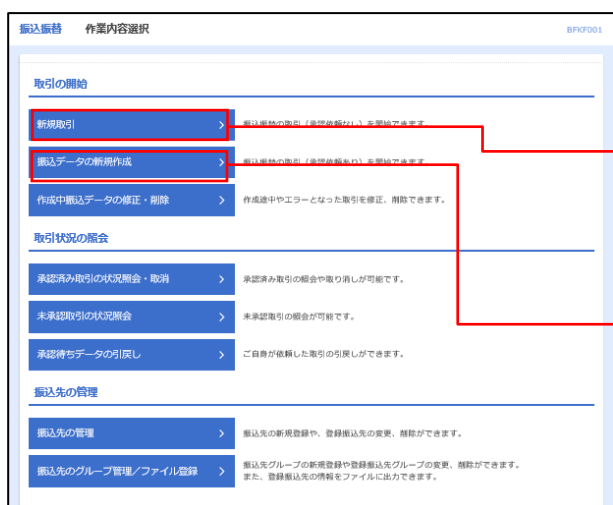 振込振替 作業内容選択 BFKF001
取引の開始
新規取引 振込振替の取引（承認依頼なし）を開始できます。
振込データの新規作成 振込振替の取引（承認依頼あり）を開始できます。
作成中振込データの修正・削除 作成途中やエラーとなった取引を修正、削除できます。
取引状況の照会
承認済み取引の状況照会・取消 承認済み取引の照会や取り消しが可能です。
未承認取引の状況照会 未承認取引の照会が可能です。
承認待ちデータの引戻し ご自身が依頼した取引の引戻しができます。
振込先の管理
振込先の管理 振込先の新規登録や、登録振込先の変更、削除ができます。
振込先のグループ管理／ファイル登録 振込先グループの新規登録や登録振込先グループの変更、削除ができます。
また、登録振込先の情報をファイルに出力できます。